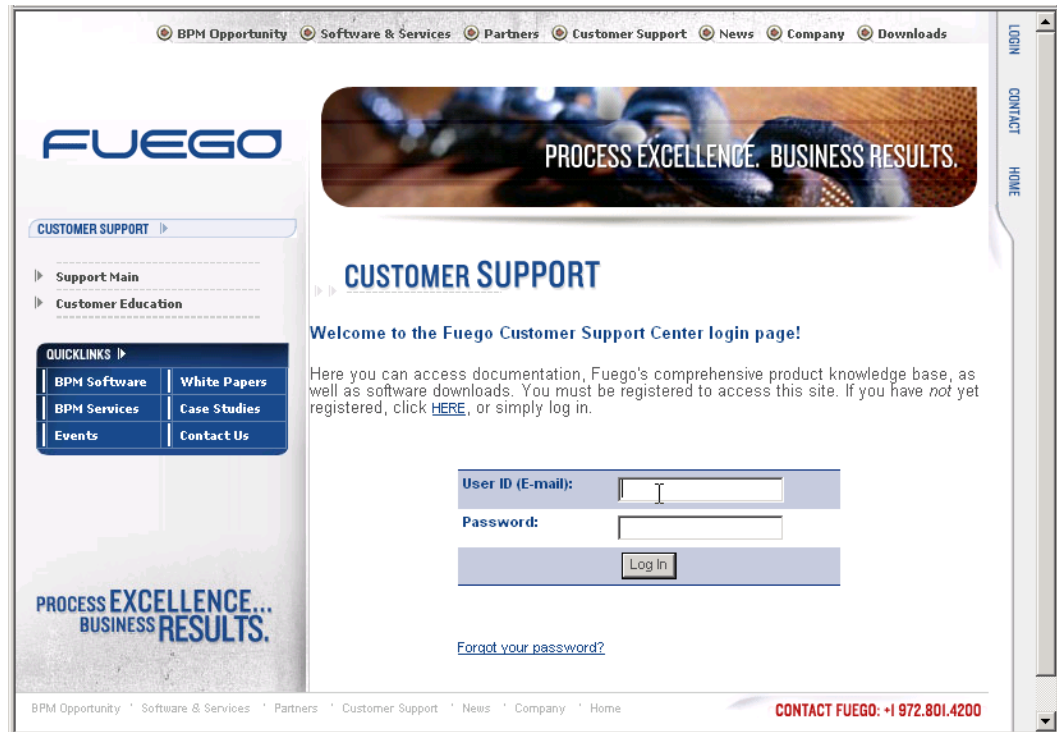 BPM Opportunity Software & Services Partners Customer Support News Company Downloads
LOGIN
CONTACT
HOME
FUEGO
PROCESS EXCELLENCE. BUSINESS RESULTS.
CUSTOMER SUPPORT
Support Main
Customer Education
QUICKLINKS
BPM Software White Papers
BPM Services Case Studies
Events Contact Us
PROCESS EXCELLENCE...
BUSINESS RESULTS.
CUSTOMER SUPPORT
Welcome to the Fuego Customer Support Center login page!
Here you can access documentation, Fuego's comprehensive product knowledge base, as
well as software downloads. You must be registered to access this site. If you have not yet
registered, click HERE, or simply log in.
User ID (E-mail):
Password:
Log In
Forgot your password?
BPM Opportunity ' Software & Services ' Partners ' Customer Support ' News ' Company ' Home
CONTACT FUEGO: +1 972.801.4200